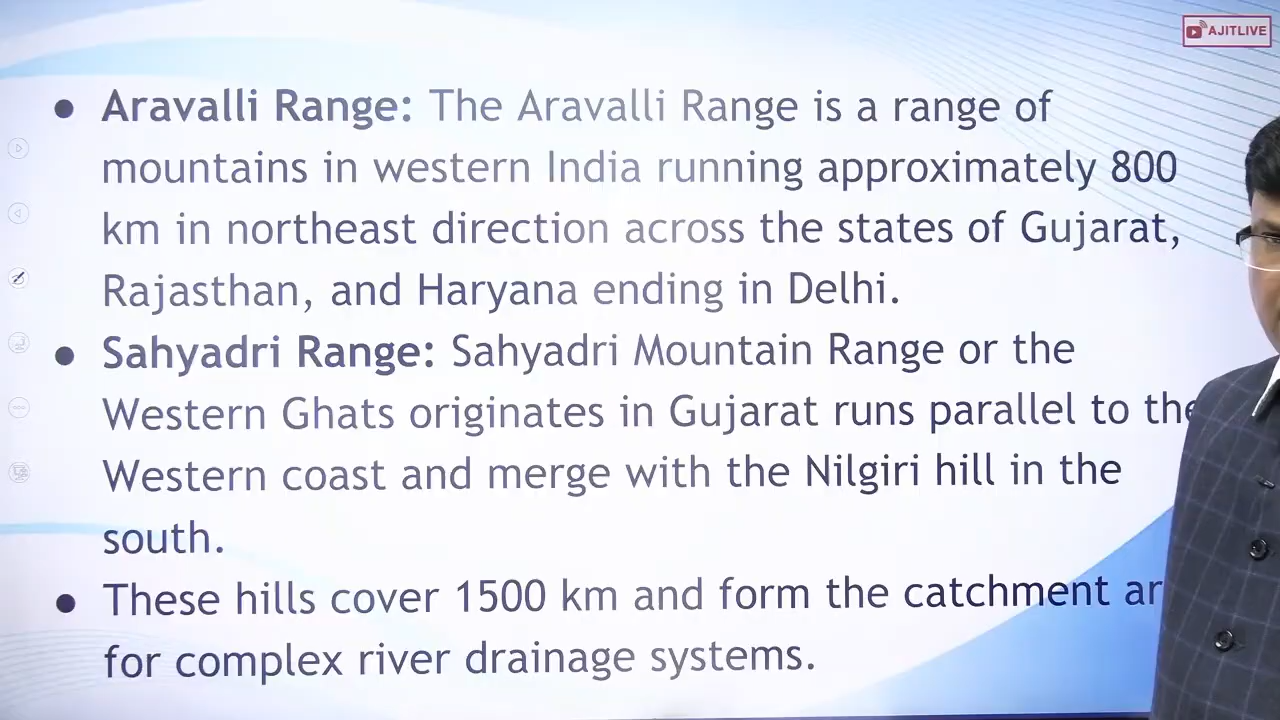 AJITLIVE
● Aravalli Range: The Aravalli Range is a range of
mountains in western India running approximately 800
km in northeast direction across the states of Gujarat,
Rajasthan, and Haryana ending in Delhi.
● Sahyadri Range: Sahyadri Mountain Range or the
Western Ghats originates in Gujarat runs parallel to the
Western coast and merge with the Nilgiri hill in the
south.
● These hills cover 1500 km and form the catchment
for complex river drainage systems.